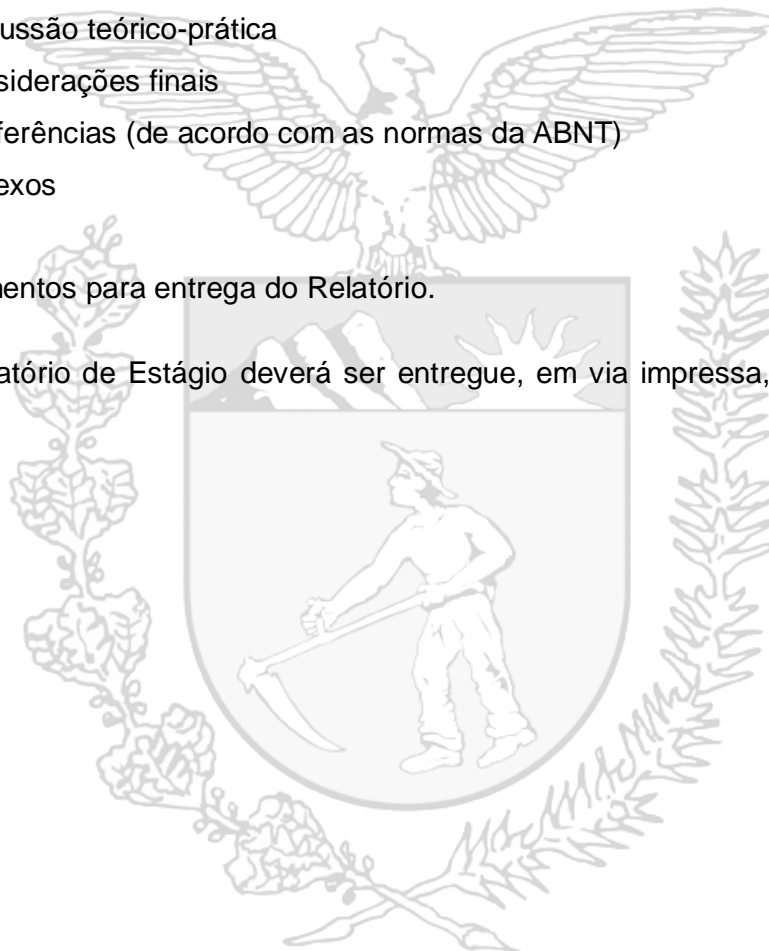 ussão teórico-prática
siderações finais
ferências (de acordo com as normas da ABNT)
exos
nentos para entrega do Relatório.
atório de Estágio deverá ser entregue, em via impressa,